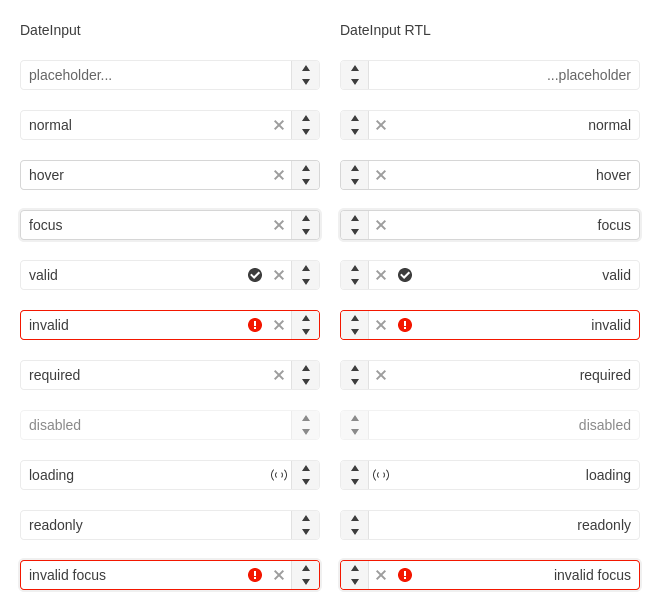 DateInput
placeholder...
normal
hover
focus
valid
invalid
required
disabled
loading
readonly
invalid focus
DateInput RTL
...placeholder
normal
hover
focus
valid
invalid
required
disabled
loading
readonly
invalid focus